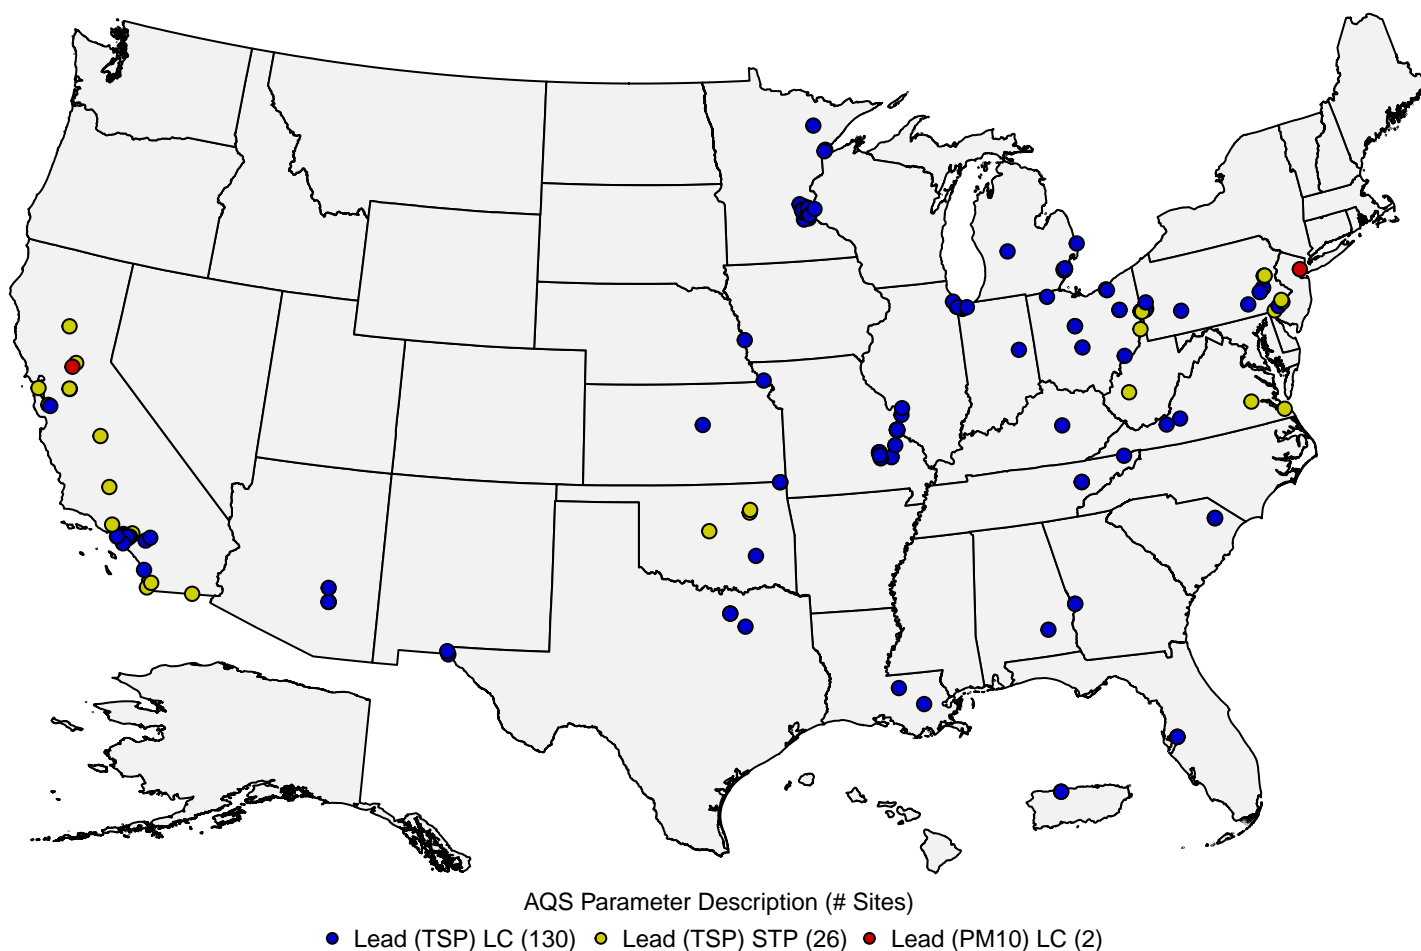 AQS Parameter Description (# Sites)
Lead (TSP) LC (130) Lead (TSP) STP (26) Lead (PM10) LC (2)